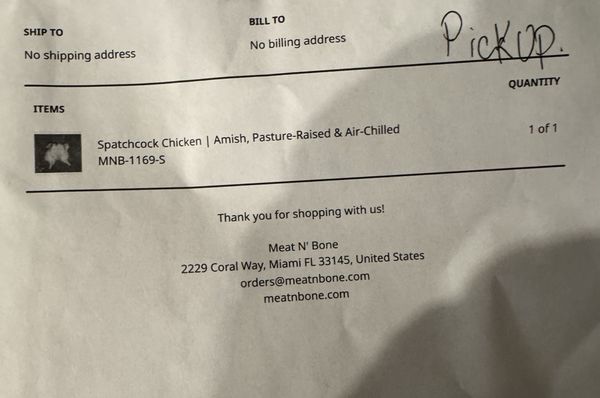 SHIP TO
No shipping address
BILL TO
No billing address
PickUP.
ITEMS
QUANTITY
Spatchcock Chicken | Amish, Pasture-Raised & Air-Chilled
MNB-1169-S
1 of 1
Thank you for shopping with us!
Meat N' Bone
2229 Coral Way, Miami FL 33145, United States
orders@meatnbone.com
meatnbone.com